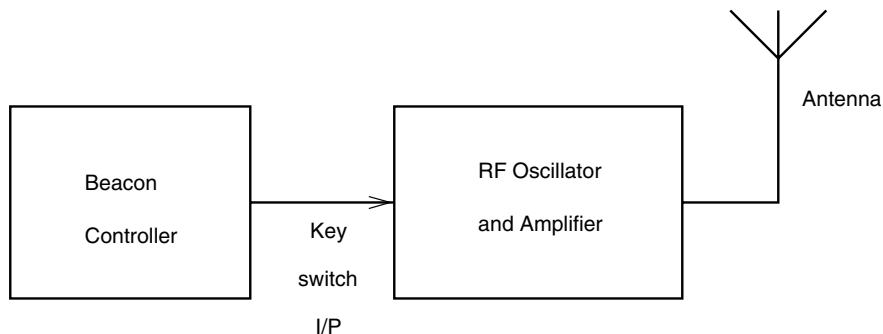 Beacon
Controller
Key
switch
I/P
RF Oscillator
and Amplifier
Antenna